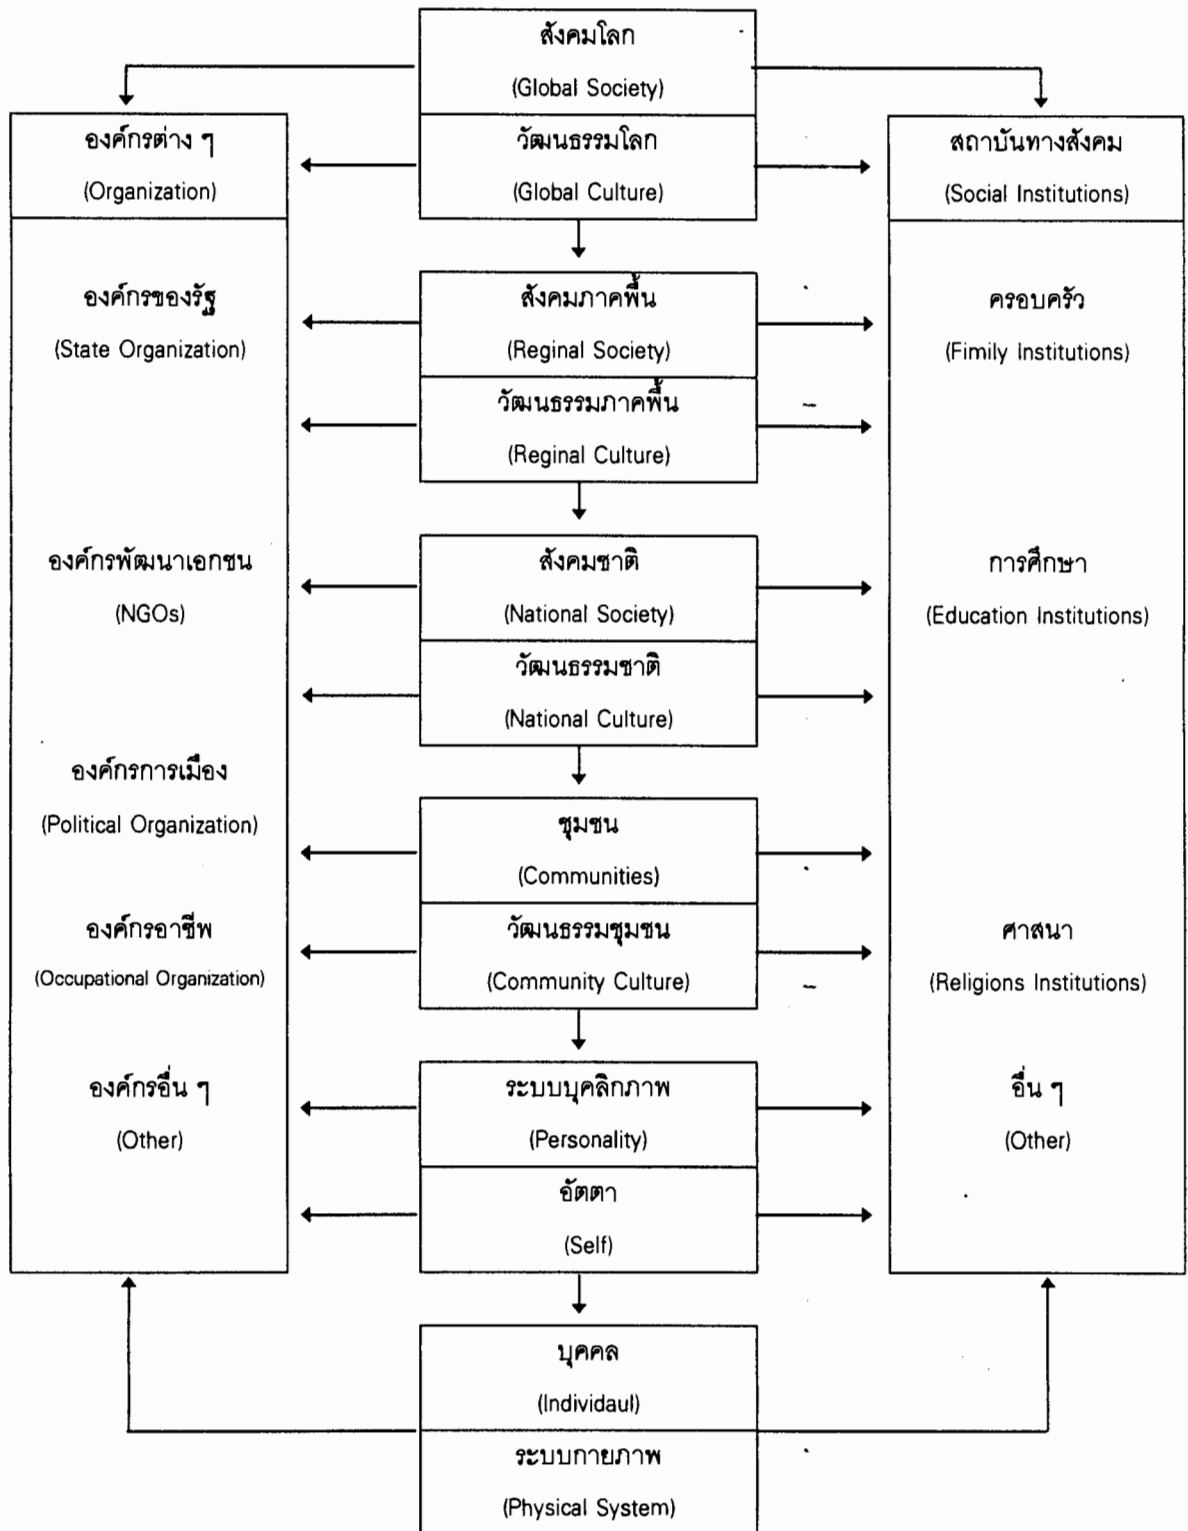 สังคมโลก
(Global Society)
วัฒนธรรมโลก
(Global Culture)
องค์กรต่าง ๆ
(Organization)
สถาบันทางสังคม
(Social Institutions)
องค์กรของรัฐ
(State Organization)
สังคมภาคพื้น
(Reginal Society)
วัฒนธรรมภาคพื้น
(Reginal Culture)
ครอบครัว
(Fimily Institutions)
องค์กรพัฒนาเอกชน
(NGOs)
สังคมชาติ
(National Society)
วัฒนธรรมชาติ
(National Culture)
การศึกษา
(Education Institutions)
องค์กรการเมือง
(Political Organization)
ชุมชน
(Communities)
องค์กรอาชีพ
(Occupational Organization)
วัฒนธรรมชุมชน
(Community Culture)
ศาสนา
(Religions Institutions)
องค์กรอื่น ๆ
(Other)
ระบบบุคลิกภาพ
(Personality)
อัตตา
(Self)
อื่น ๆ
(Other)
บุคคล
(Individaul)
ระบบกายภาพ
(Physical System)